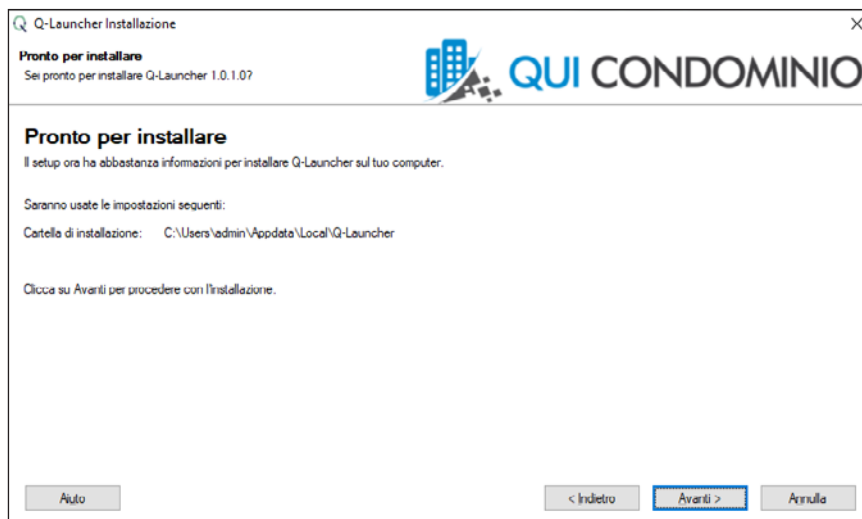 Q-Launcher Installazione
Pronto per installare
Sei pronto per installare Q-Launcher 1.0.1.0?
QUI CONDOMINIO
Pronto per installare
Il setup ora ha abbastanza informazioni per installare Q-Launcher sul tuo computer.
Saranno usate le impostazioni seguenti:
Cartella di installazione: C:\Users\admin\Appdata\Local\Q-Launcher
Clicca su Avanti per procedere con l'installazione.
Aiuto
< Indietro
Avanti >
Annulla